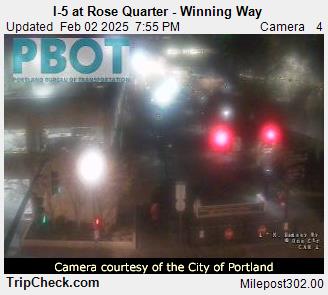 I-5 at Rose Quarter - Winning Way
Updated Feb 02 2025 7:55 PM Camera 4
PBOT
PORTLAND BUREAU OF TRANSPORTATION
Camera courtesy of the City of Portland
TripCheck.com Milepost302.00